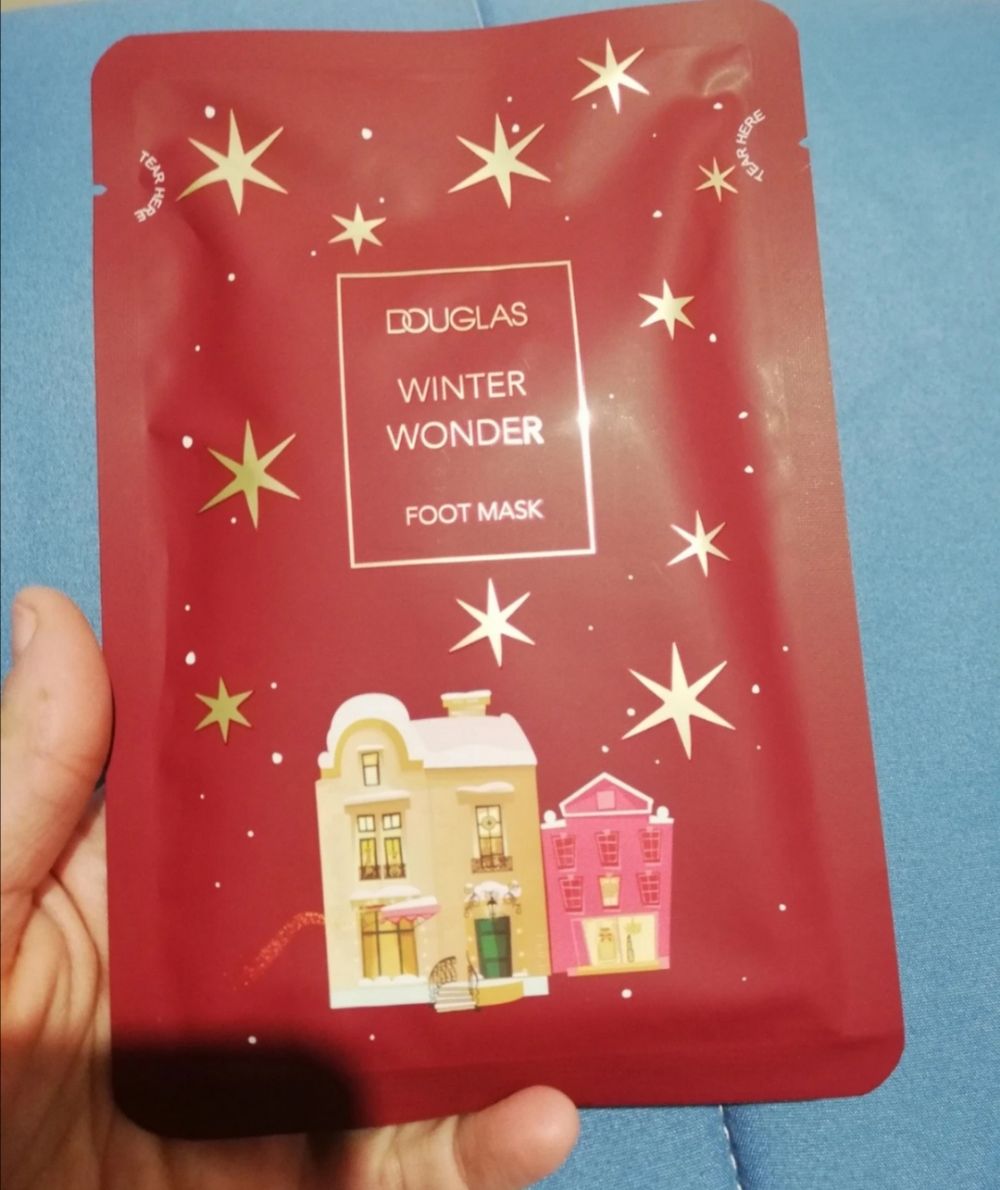 TEAR HERE
TEAR HERE
DOUGLAS
WINTER
WONDER
FOOT MASK